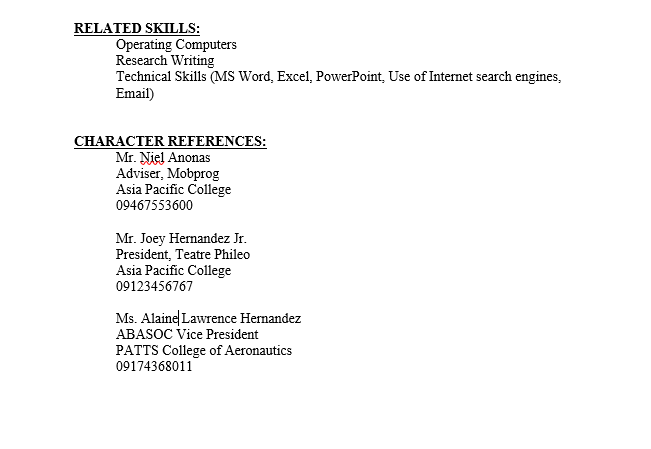 RELATED SKILLS:
Operating Computers
Research Writing
Technical Skills (MS Word, Excel, PowerPoint, Use of Internet search engines,
Email)
CHARACTER REFERENCES:
Mr. Niel Anonas
Adviser, Mobprog
Asia Pacific College
09467553600
Mr. Joey Hernandez Jr.
President, Teatre Phileo
Asia Pacific College
09123456767
Ms. Alaine Lawrence Hernandez
ABASOC Vice President
PATTS College of Aeronautics
09174368011